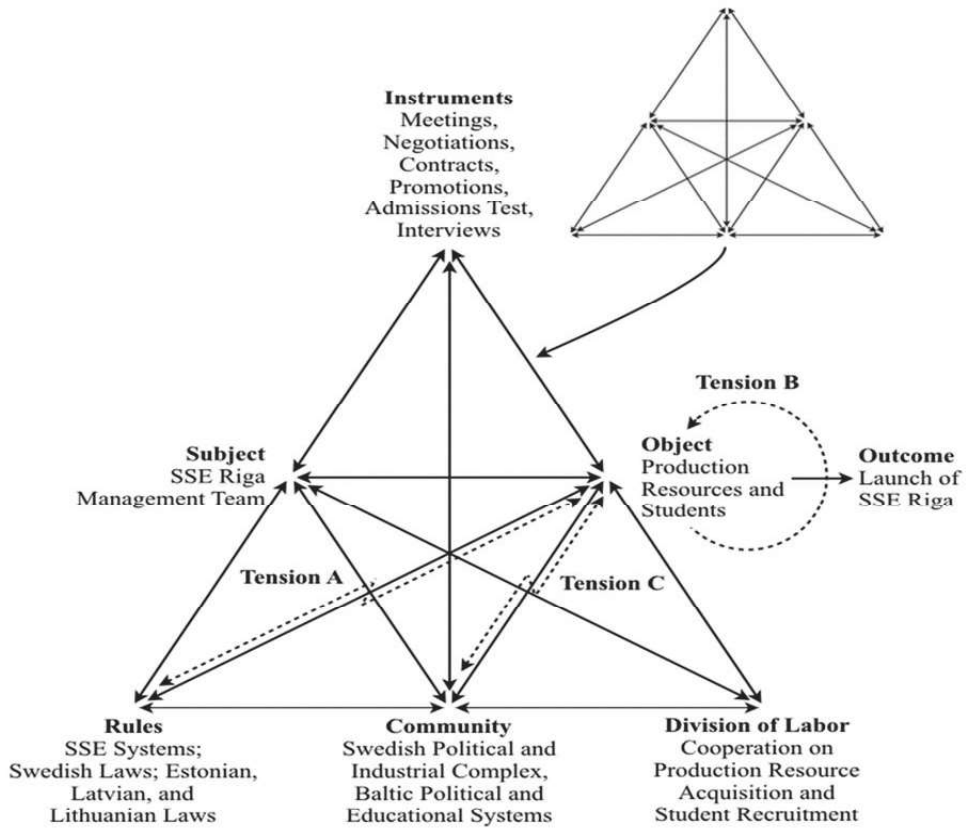 Instruments
Meetings,
Negotiations,
Contracts,
Promotions,
Admissions Test,
Interviews
Tension B
Subject
SSE Riga
Management Team
Object
Production
Resources and
Students
Outcome
Launch of
SSE Riga
Tension A
Tension C
Rules
SSE Systems;
Swedish Laws; Estonian,
Latvian, and
Lithuanian Laws
Community
Swedish Political and
Industrial Complex,
Baltic Political and
Educational Systems
Division of Labor
Cooperation on
Production Resource
Acquisition and
Student Recruitment